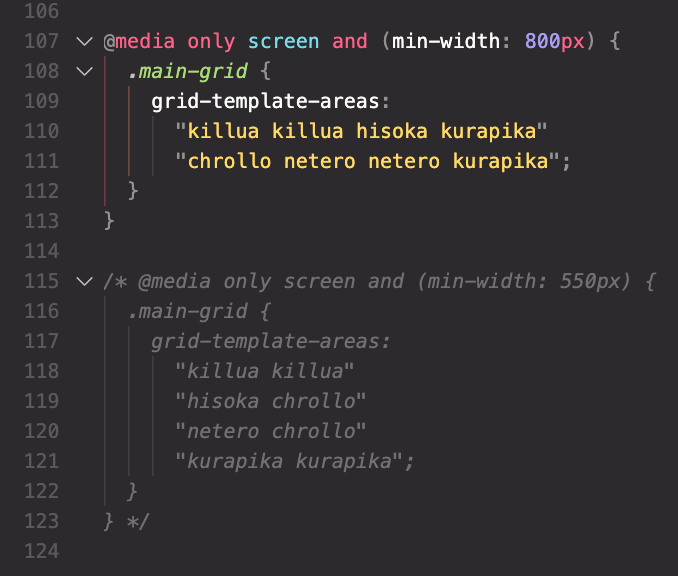 106
107 @media only screen and (min-width: 800px) {
108 .main-grid {
109 grid-template-areas:
110 "killua killua hisoka kurapika"
111 "chrollo netero netero kurapika";
112 }
113 }
114
115 /* @media only screen and (min-width: 550px) {
116 .main-grid {
117 grid-template-areas:
118 "killua killua"
119 "hisoka chrollo"
120 "netero chrollo"
121 "kurapika kurapika";
122 }
123 } */
124